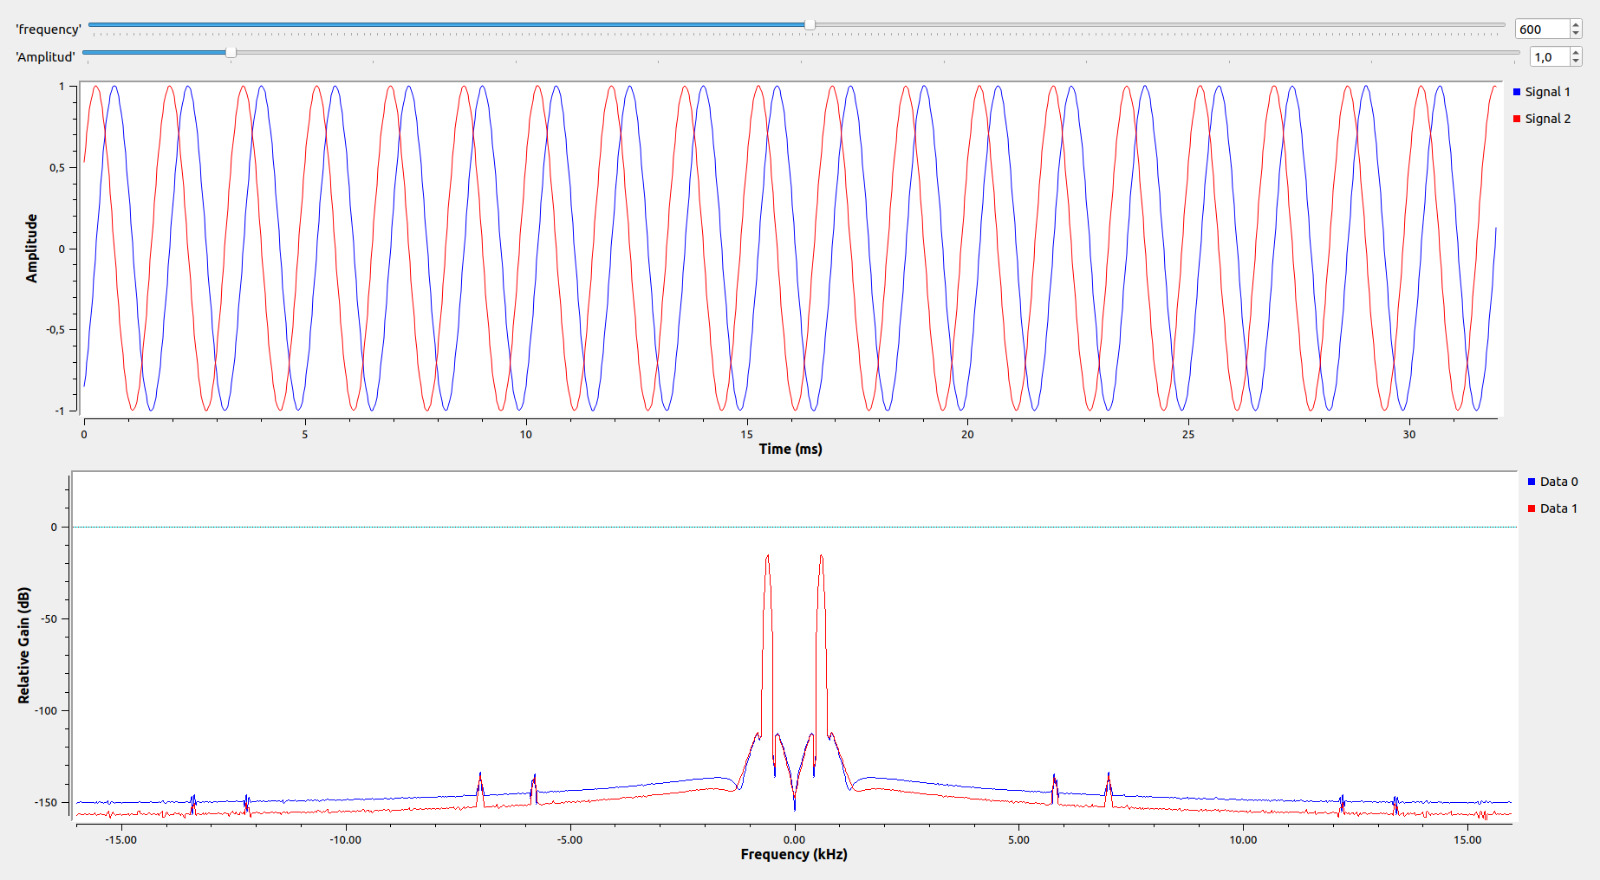 'frequency' 600
'Amplitud' 1,0
Signal 1
Signal 2
1
0,5
0
-0,5
-1
Amplitude
0 5 10 15 20 25 30
Time (ms)
Data 0
Data 1
0
-50
-100
-150
Relative Gain (dB)
-15.00 -10.00 -5.00 0.00 5.00 10.00 15.00
Frequency (kHz)